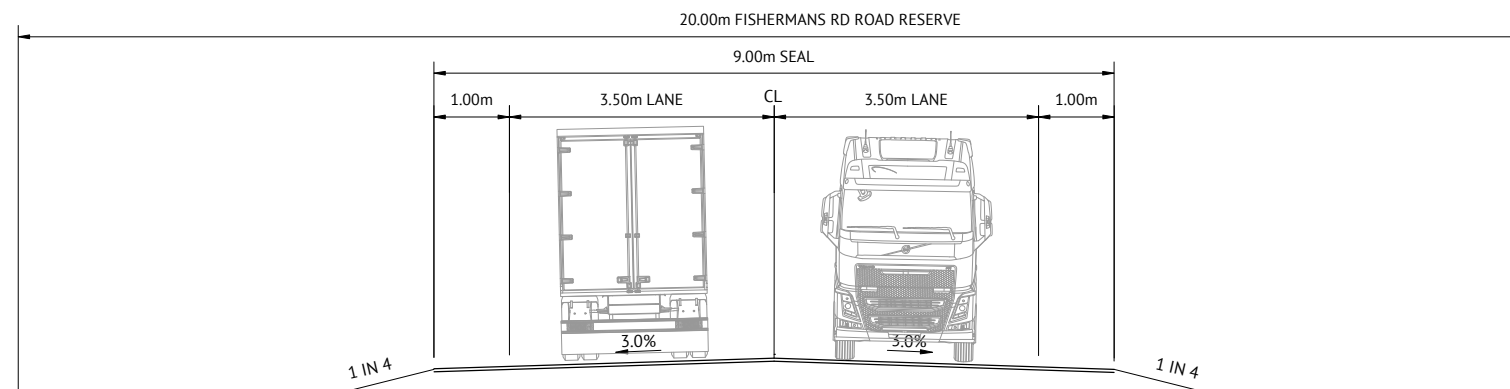 20.00m FISHERMANS RD ROAD RESERVE
9.00m SEAL
1.00m 3.50m LANE CL 3.50m LANE 1.00m
3.0% 3.0%
1 IN 4 1 IN 4